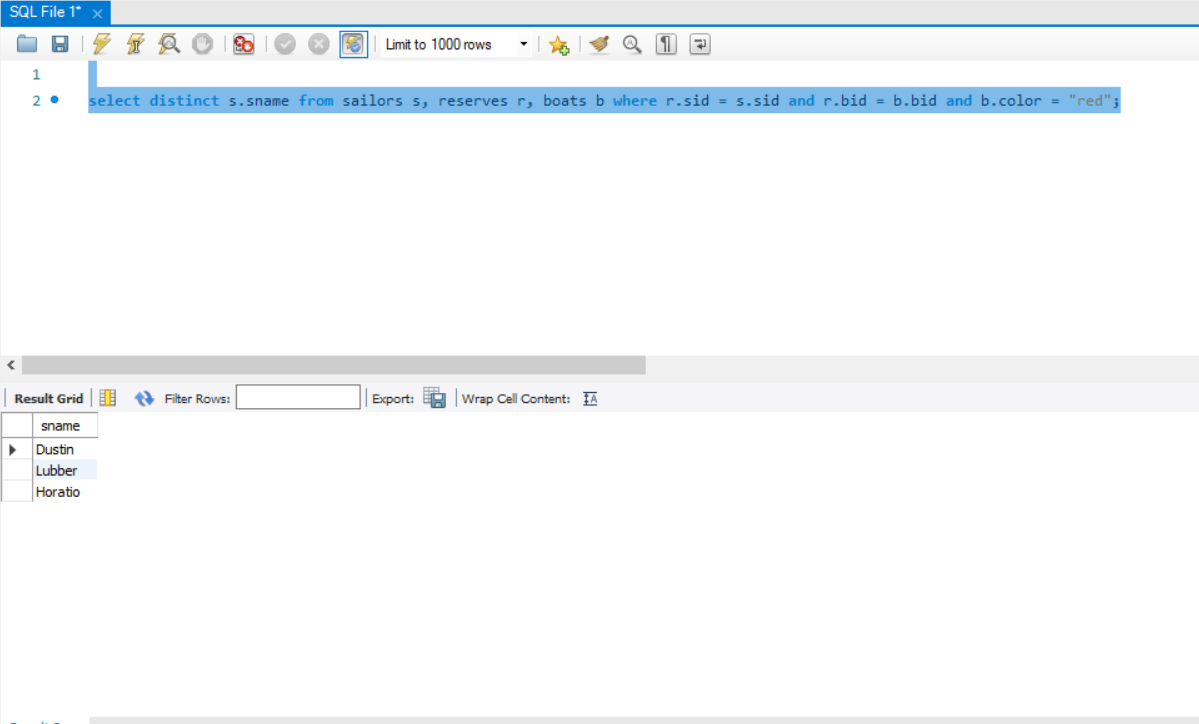 SQL File 1*
Limit to 1000 rows
1
2 select distinct s.sname from sailors s, reserves r, boats b where r.sid = s.sid and r.bid = b.bid and b.color = "red";
Result Grid Filter Rows: Export: Wrap Cell Content:
sname
Dustin
Lubber
Horatio